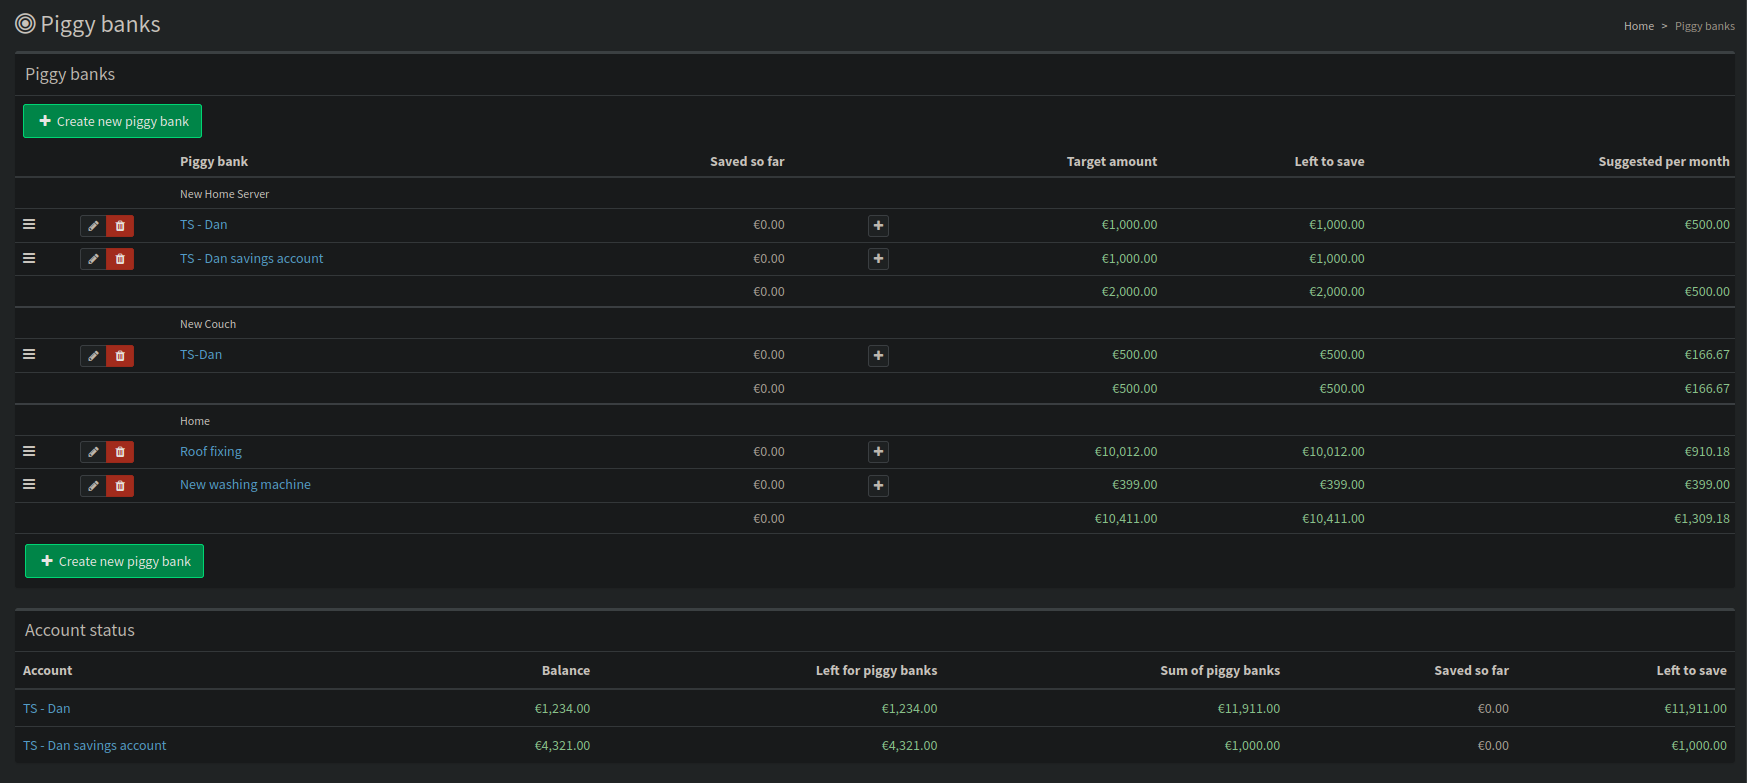 Piggy banks
Home > Piggy banks
Piggy banks
Create new piggy bank
Piggy bank Saved so far Target amount Left to save Suggested per month
New Home Server
TS - Dan €0.00 €1,000.00 €1,000.00 €500.00
TS - Dan savings account €0.00 €1,000.00 €1,000.00
€0.00 €2,000.00 €2,000.00 €500.00
New Couch
TS-Dan €0.00 €500.00 €500.00 €166.67
€0.00 €500.00 €500.00 €166.67
Home
Roof fixing €0.00 €10,012.00 €10,012.00 €910.18
New washing machine €0.00 €399.00 €399.00 €399.00
€0.00 €10,411.00 €10,411.00 €1,309.18
Create new piggy bank
Account status
Account Balance Left for piggy banks Sum of piggy banks Saved so far Left to save
TS - Dan €1,234.00 €1,234.00 €11,911.00 €0.00 €11,911.00
TS - Dan savings account €4,321.00 €4,321.00 €1,000.00 €0.00 €1,000.00